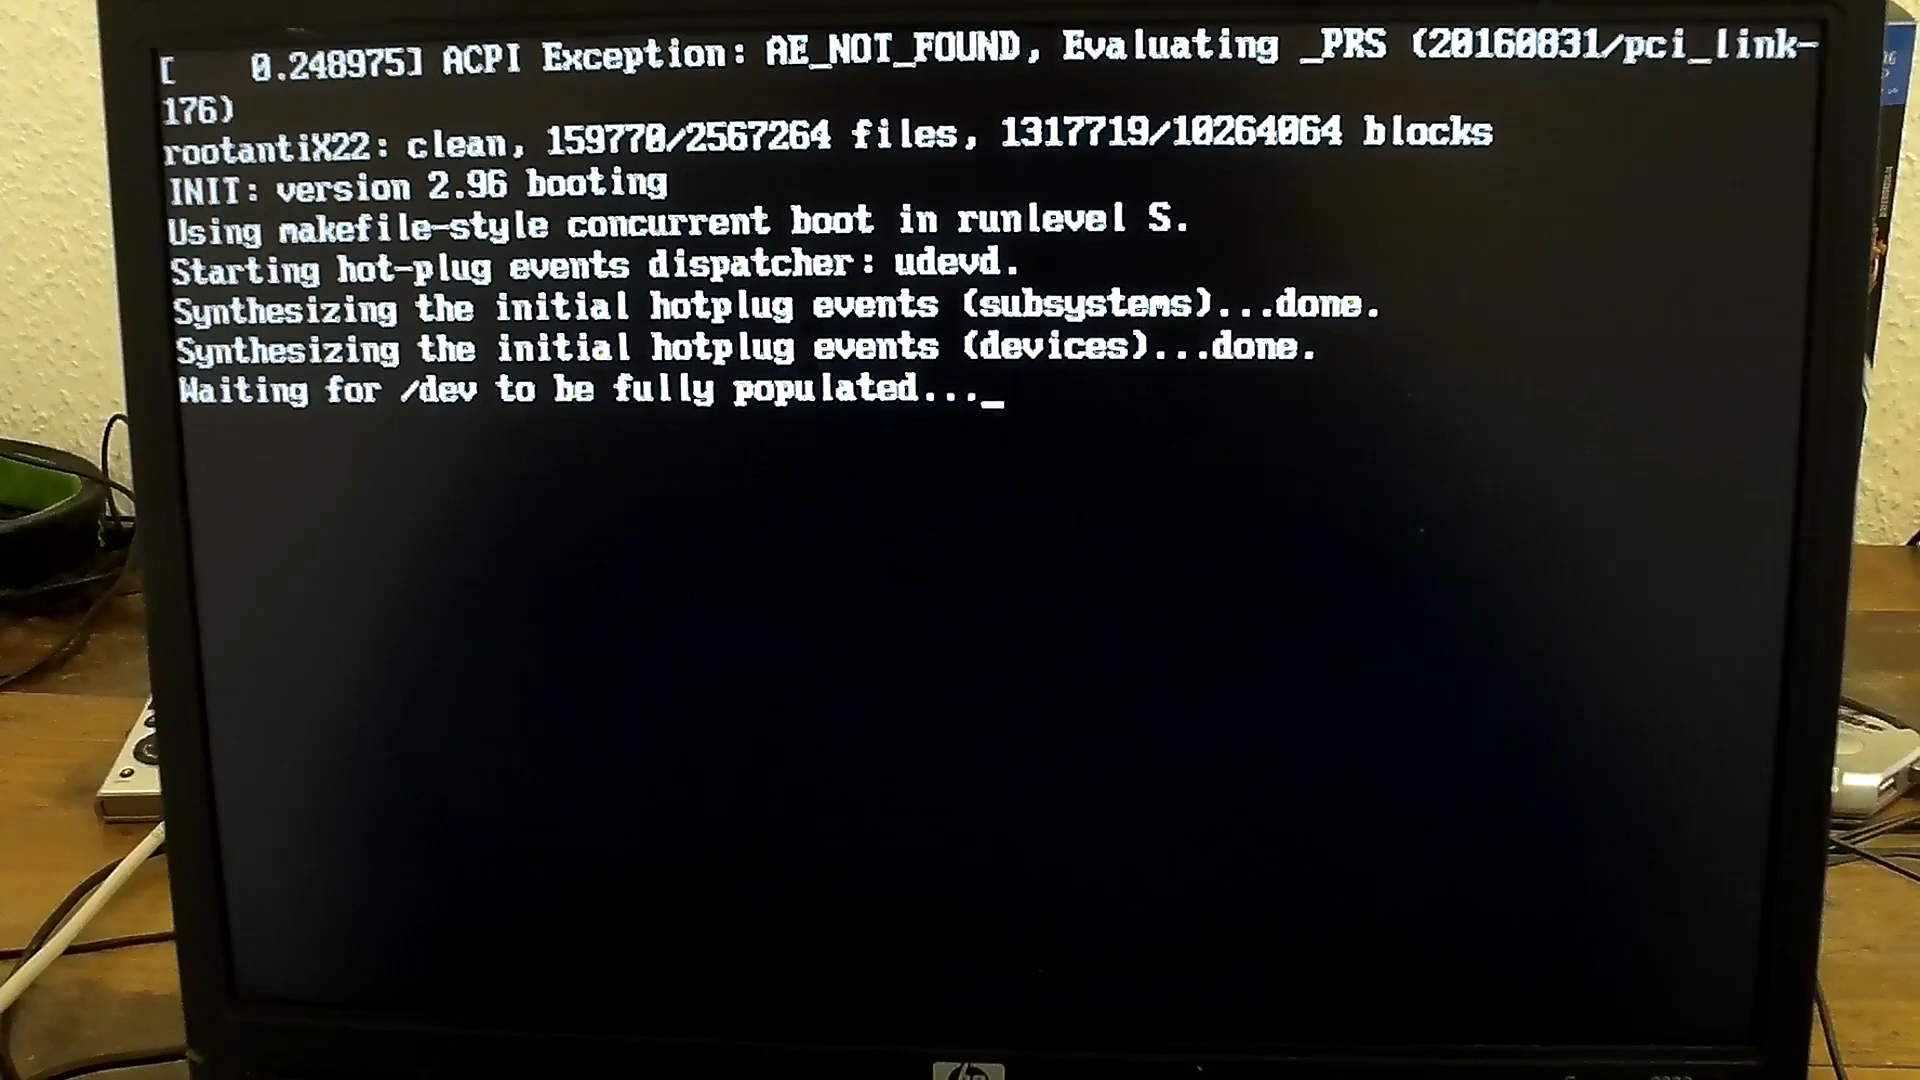 [    0.248975] ACPI Exception: AE_NOT_FOUND, Evaluating _PRS (20160831/pci_link-
176)
rootantiX22: clean, 159770/2567264 files, 1317719/10264064 blocks
INIT: version 2.96 booting
Using makefile-style concurrent boot in runlevel S.
Starting hot-plug events dispatcher: udevd.
Synthesizing the initial hotplug events (subsystems)...done.
Synthesizing the initial hotplug events (devices)...done.
Waiting for /dev to be fully populated..._
hp